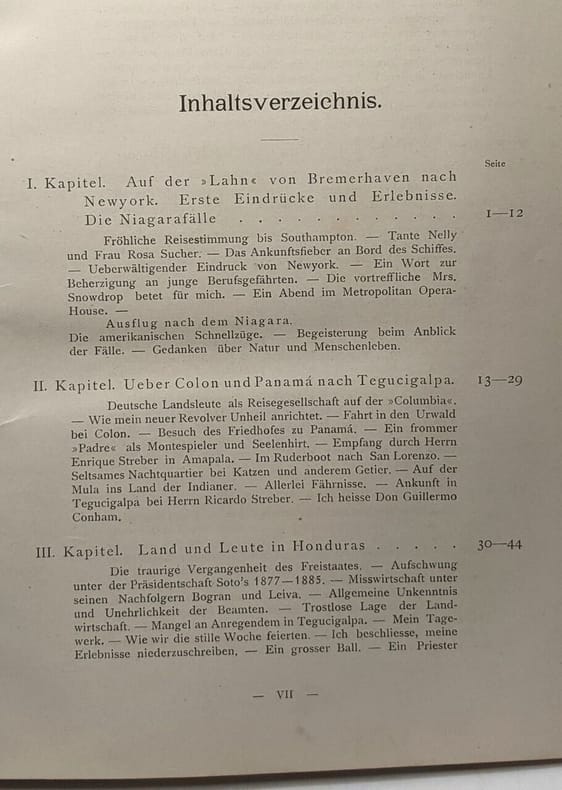 Inhaltsverzeichnis.
Seite
I. Kapitel. Auf der »Lahn« von Bremerhaven nach
Newyork. Erste Eindrücke und Erlebnisse.
Die Niagarafälle . . . . . . . . . . . . 1—12
Fröhliche Reisestimmung bis Southampton. — Tante Nelly
und Frau Rosa Sucher. — Das Ankunftsfieber an Bord des Schiffes.
— Ueberwältigender Eindruck von Newyork. — Ein Wort zur
Beherzigung an junge Berufsgefährten. — Die vortreffliche Mrs.
Snowdrop betet für mich. — Ein Abend im Metropolitan Opera-
House. —
Ausflug nach dem Niagara.
Die amerikanischen Schnellzüge. — Begeisterung beim Anblick
der Fälle. — Gedanken über Natur und Menschenleben.
II. Kapitel. Ueber Colon und Panamá nach Tegucigalpa. 13—29
Deutsche Landsleute als Reisegesellschaft auf der »Columbia«.
— Wie mein neuer Revolver Unheil anrichtet. — Fahrt in den Urwald
bei Colon. — Besuch des Friedhofes zu Panamá. — Ein frommer
»Padre« als Montespieler und Seelenhirt. — Empfang durch Herrn
Enrique Streber in Amapala. — Im Ruderboot nach San Lorenzo. —
Seltsames Nachtquartier bei Katzen und anderem Getier. — Auf der
Mula ins Land der Indianer. — Allerlei Fährnisse. — Ankunft in
Tegucigalpa bei Herrn Ricardo Streber. — Ich heisse Don Guillermo
Conham.
III. Kapitel. Land und Leute in Honduras . . . . . 30—44
Die traurige Vergangenheit des Freistaates. — Aufschwung
unter der Präsidentschaft Soto's 1877—1885. — Misswirtschaft unter
seinen Nachfolgern Bogran und Leiva. — Allgemeine Unkenntnis
und Unehrlichkeit der Beamten. — Trostlose Lage der Land-
wirtschaft. — Mangel an Anregendem in Tegucigalpa. — Mein Tage-
werk. — Wie wir die stille Woche feierten. — Ich beschliesse, meine
Erlebnisse niederzuschreiben. — Ein grosser Ball. — Ein Priester
— VII —